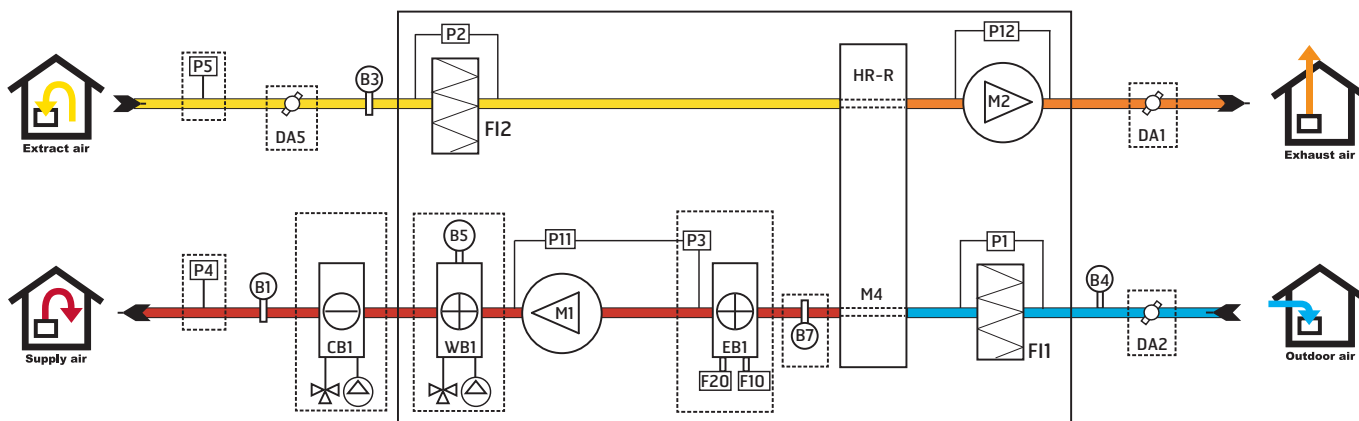 P2
P12
P5
B3
HR-R
M2
DA5
FI2
DA1
Extract air
Exhaust air
B5
P11
P3
P1
P4
B1
B4
M4
M1
B7
CB1
WB1
EB1
FI1
DA2
F20
F10
Supply air
Outdoor air